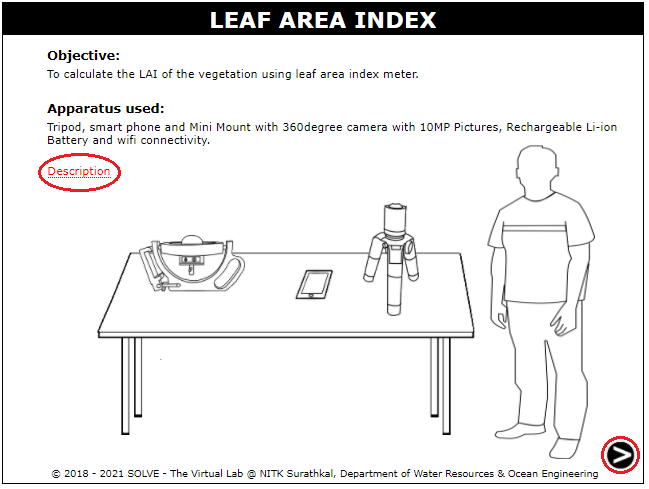 LEAF AREA INDEX
Objective:
To calculate the LAI of the vegetation using leaf area index meter.
Apparatus used:
Tripod, smart phone and Mini Mount with 360degree camera with 10MP Pictures, Rechargeable Li-ion
Battery and wifi connectivity.
Description
© 2018 - 2021 SOLVE - The Virtual Lab @ NITK Surathkal, Department of Water Resources & Ocean Engineering